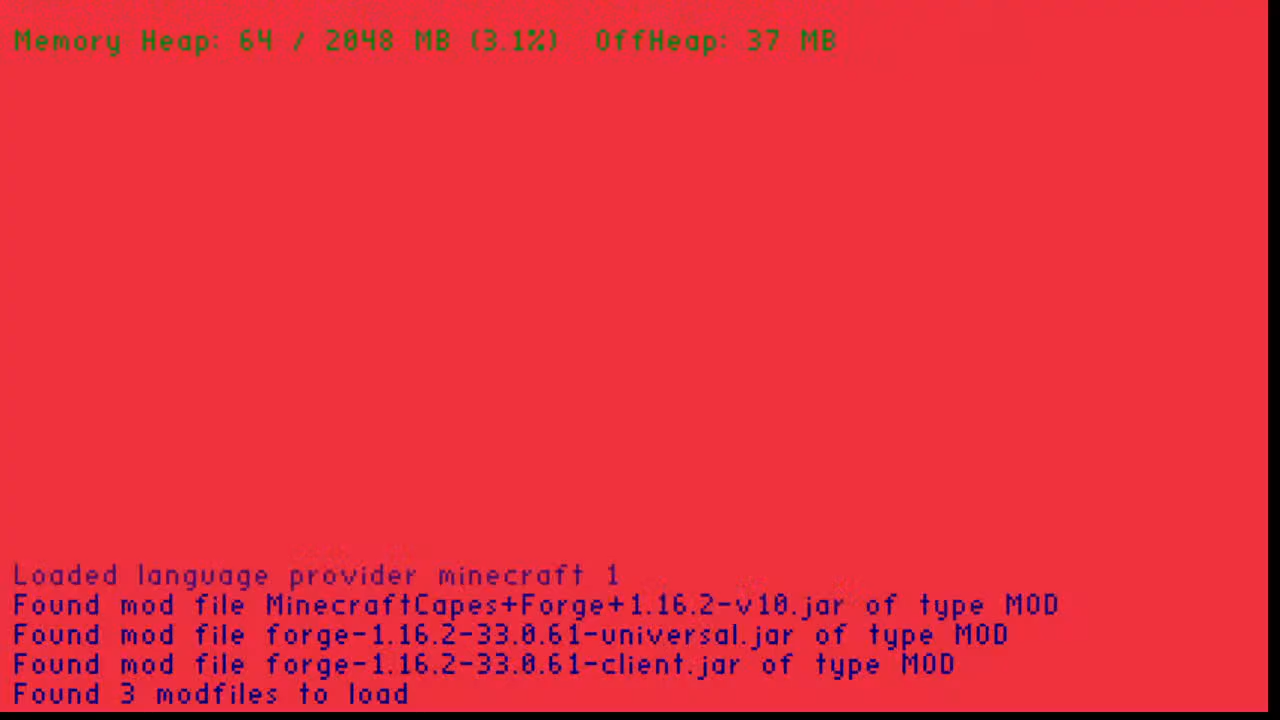 Memory Heap: 64 / 2048 MB (3.1%) OffHeap: 37 MB
Loaded language provider minecraft 1
Found mod file MinecraftCapes+Forge+1.16.2-v10.jar of type MOD
Found mod file forge-1.16.2-33.0.61-universal.jar of type MOD
Found mod file forge-1.16.2-33.0.61-client.jar of type MOD
Found 3 modfiles to load